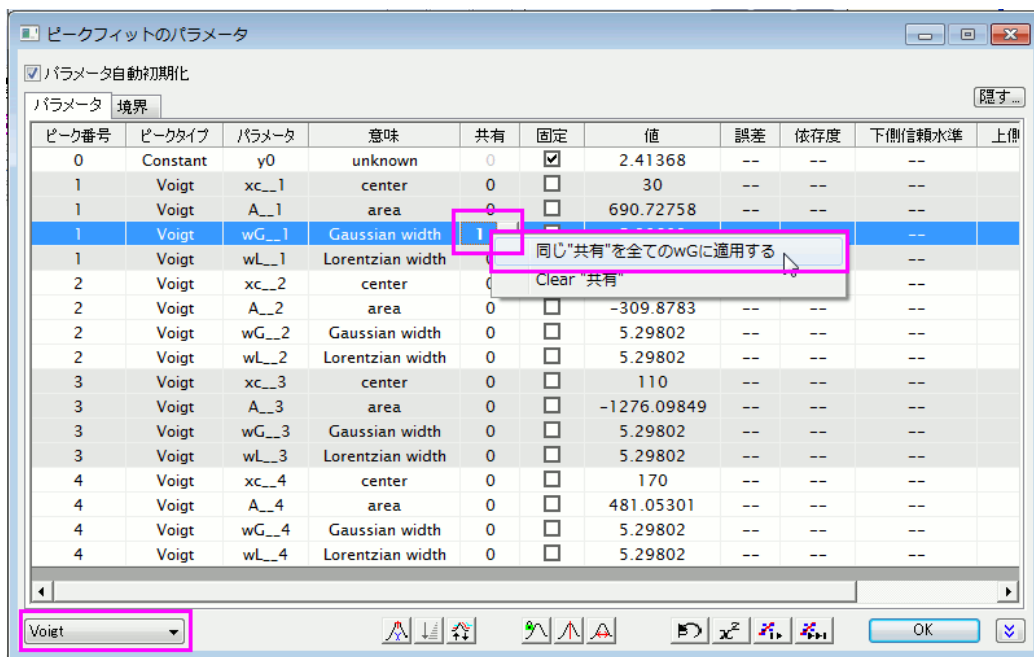 ピークフィットのパラメータ
パラメータ自動初期化
パラメータ 境界 隠す...
ピーク番号 ピークタイプ パラメータ 意味 共有 固定 値 誤差 依存度 下側信頼水準
0 Constant y0 unknown 0 2.41368 -- -- --
1 Voigt xc__1 center 0 30 -- -- --
1 Voigt A__1 area 0 690.72758 -- -- --
1 Voigt wG__1 Gaussian width 1 --
同じ"共有"を全てのwGに適用する
1 Voigt wL__1 Lorentzian width --
Clear "共有"
2 Voigt xc__2 center --
2 Voigt A__2 area 0 -309.8783 -- -- --
2 Voigt wG__2 Gaussian width 0 5.29802 -- -- --
2 Voigt wL__2 Lorentzian width 0 5.29802 -- -- --
3 Voigt xc__3 center 0 110 -- -- --
3 Voigt A__3 area 0 -1276.09849 -- -- --
3 Voigt wG__3 Gaussian width 0 5.29802 -- -- --
3 Voigt wL__3 Lorentzian width 0 5.29802 -- -- --
4 Voigt xc__4 center 0 170 -- -- --
4 Voigt A__4 area 0 481.05301 -- -- --
4 Voigt wG__4 Gaussian width 0 5.29802 -- -- --
4 Voigt wL__4 Lorentzian width 0 5.29802 -- -- --
Voigt OK